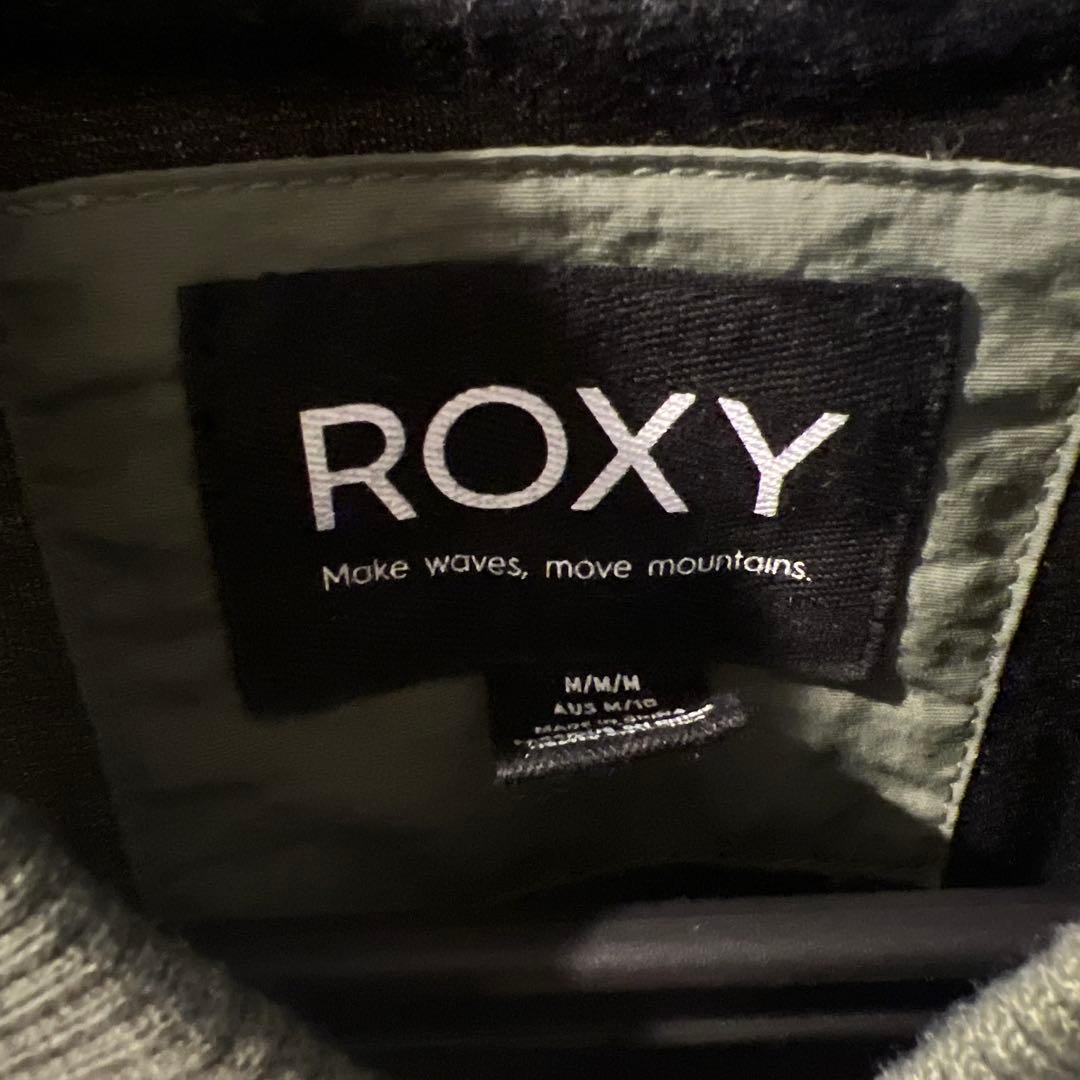 ROXY
Make waves, move mountains.
M/M/M
AUS M/10
MADE IN CHINA